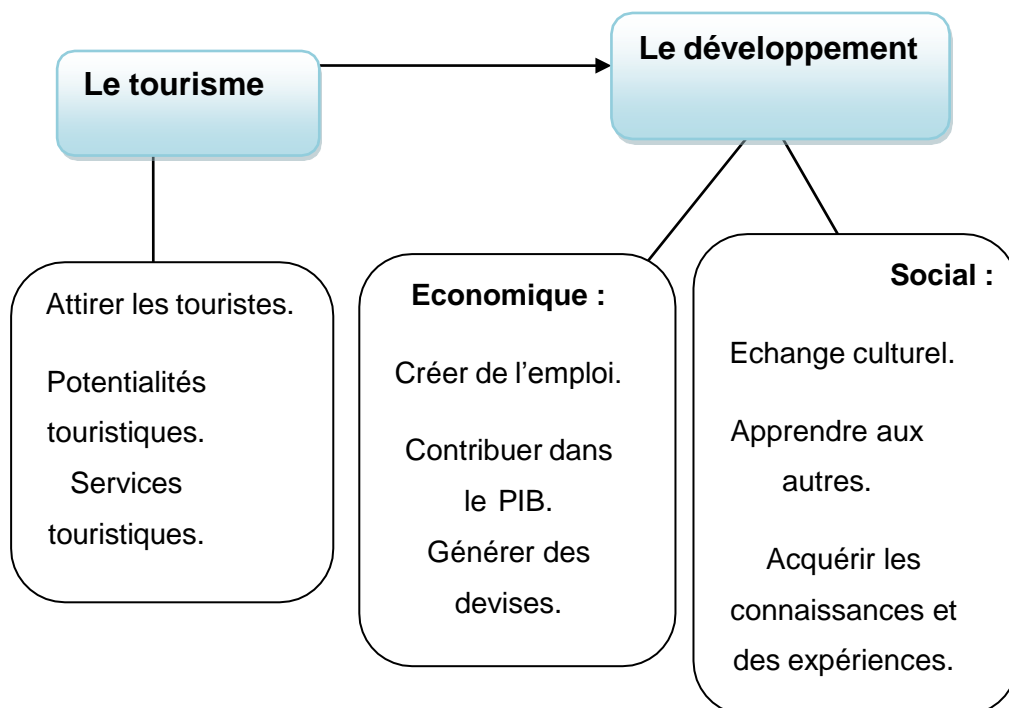 Le tourisme
Le développement
Attirer les touristes.
Potentialités
touristiques.
Services
touristiques.
Economique :
Créer de l’emploi.
Contribuer dans
le PIB.
Générer des
devises.
Social :
Echange culturel.
Apprendre aux
autres.
Acquérir les
connaissances et
des expériences.